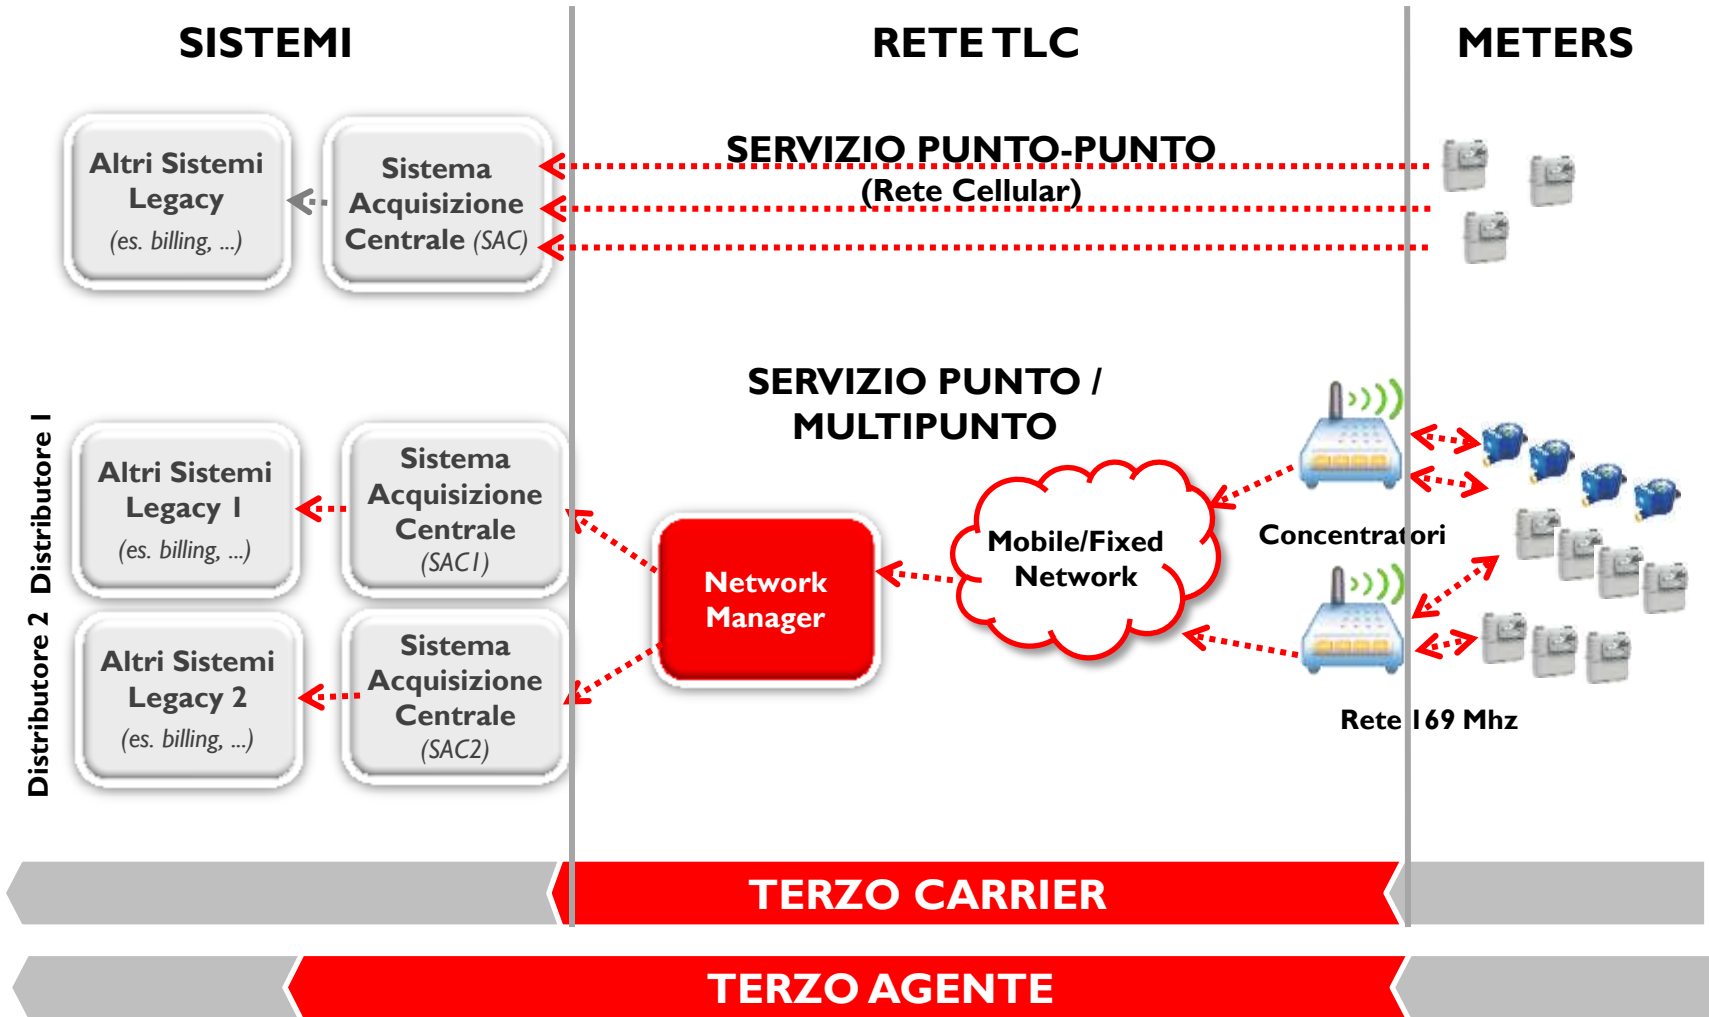 SISTEMI
RETE TLC
METERS
SERVIZIO PUNTO-PUNTO
(Rete Cellular)
Altri Sistemi
Legacy
(es. billing, ...)
Sistema
Acquisizione
Centrale (SAC)
SERVIZIO PUNTO /
MULTIPUNTO
Distributore 1
Altri Sistemi
Legacy 1
(es. billing, ...)
Sistema
Acquisizione
Centrale
(SAC1)
Network
Manager
Mobile/Fixed
Network
Concentratori
Distributore 2
Altri Sistemi
Legacy 2
(es. billing, ...)
Sistema
Acquisizione
Centrale
(SAC2)
Rete 169 Mhz
TERZO CARRIER
TERZO AGENTE